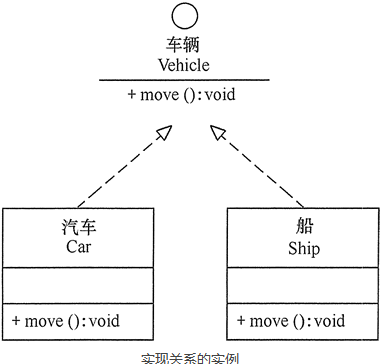 车辆
Vehicle
+ move ():void
汽车
Car
+ move ():void
船
Ship
+ move ():void
实现关系的实例